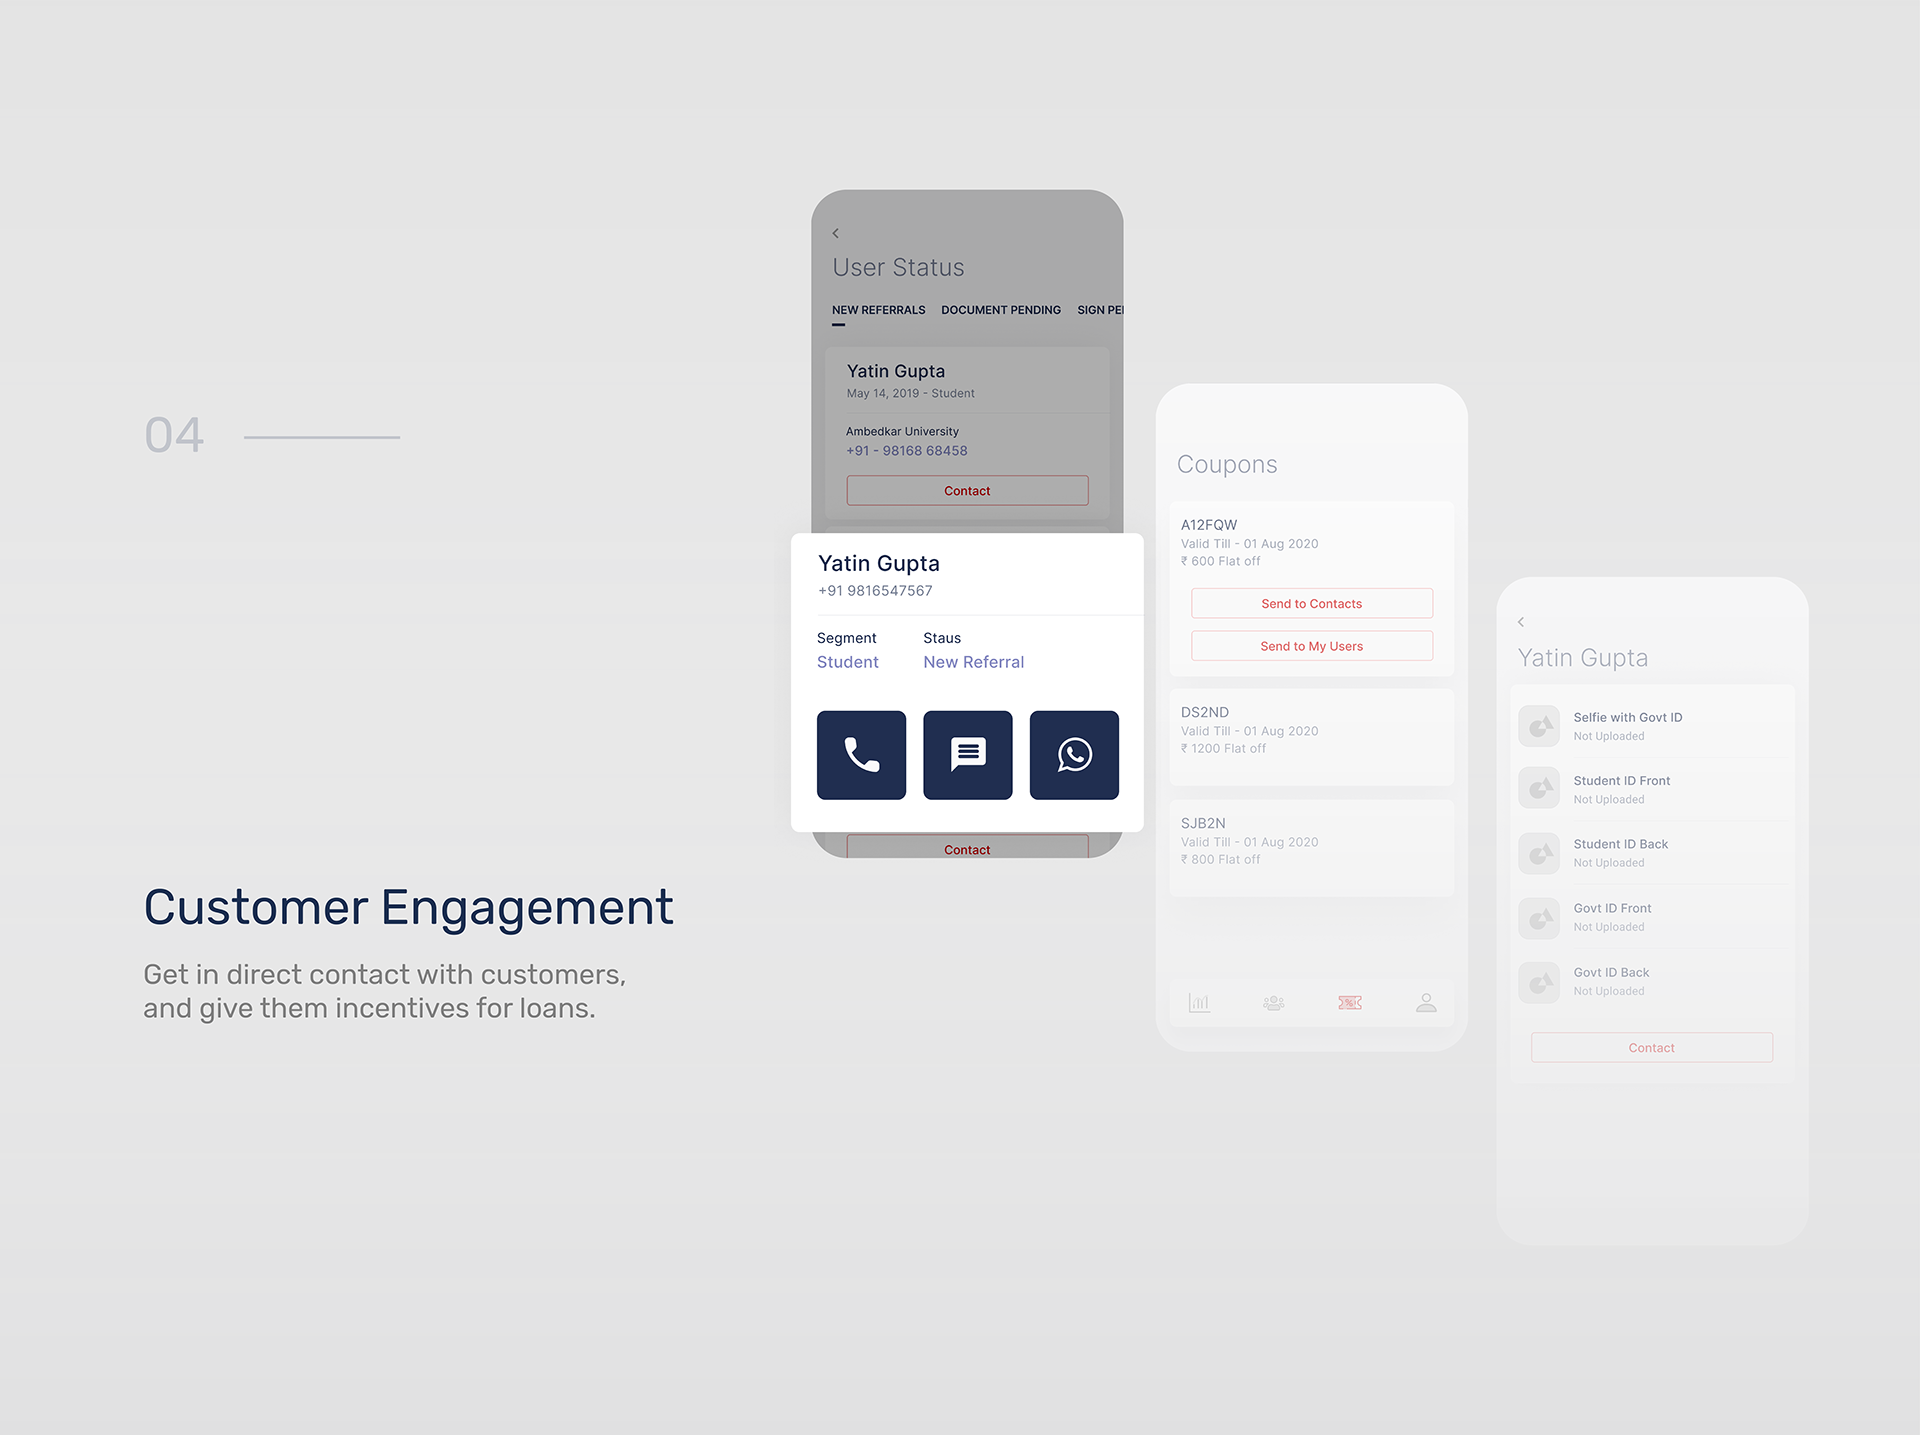 04
Customer Engagement
Get in direct contact with customers,
and give them incentives for loans.
User Status
NEW REFERRALS DOCUMENT PENDING SIGN PE
Yatin Gupta
May 14, 2019 - Student
Ambedkar University
+91 - 98168 68458
Contact
Yatin Gupta
+91 9816547567
Segment Staus
Student New Referral
Contact
Coupons
A12FQW
Valid Till - 01 Aug 2020
₹ 600 Flat off
Send to Contacts
Send to My Users
DS2ND
Valid Till - 01 Aug 2020
₹ 1200 Flat off
SJB2N
Valid Till - 01 Aug 2020
₹ 800 Flat off
Yatin Gupta
Selfie with Govt ID
Not Uploaded
Student ID Front
Not Uploaded
Student ID Back
Not Uploaded
Govt ID Front
Not Uploaded
Govt ID Back
Not Uploaded
Contact